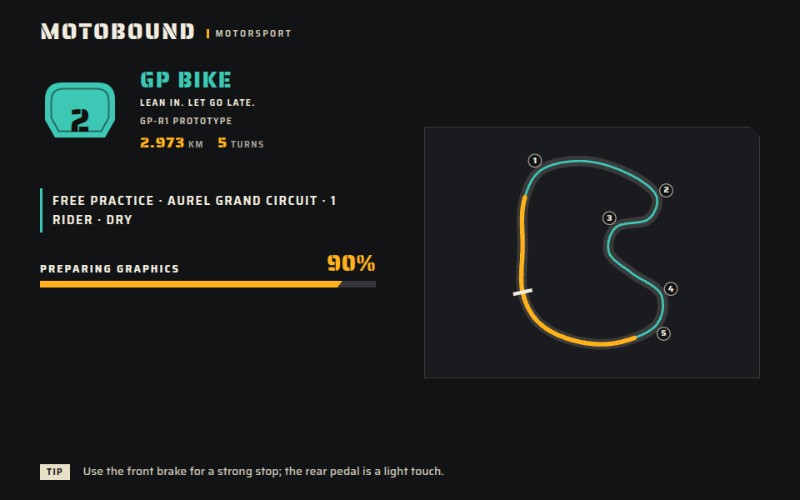 MOTOBOUND MOTORSPORT
2
GP BIKE
LEAN IN. LET GO LATE.
GP-R1 PROTOTYPE
2.973 KM 5 TURNS
FREE PRACTICE · AUREL GRAND CIRCUIT · 1
RIDER · DRY
PREPARING GRAPHICS 90%
1
2
3
4
5
TIP Use the front brake for a strong stop; the rear pedal is a light touch.